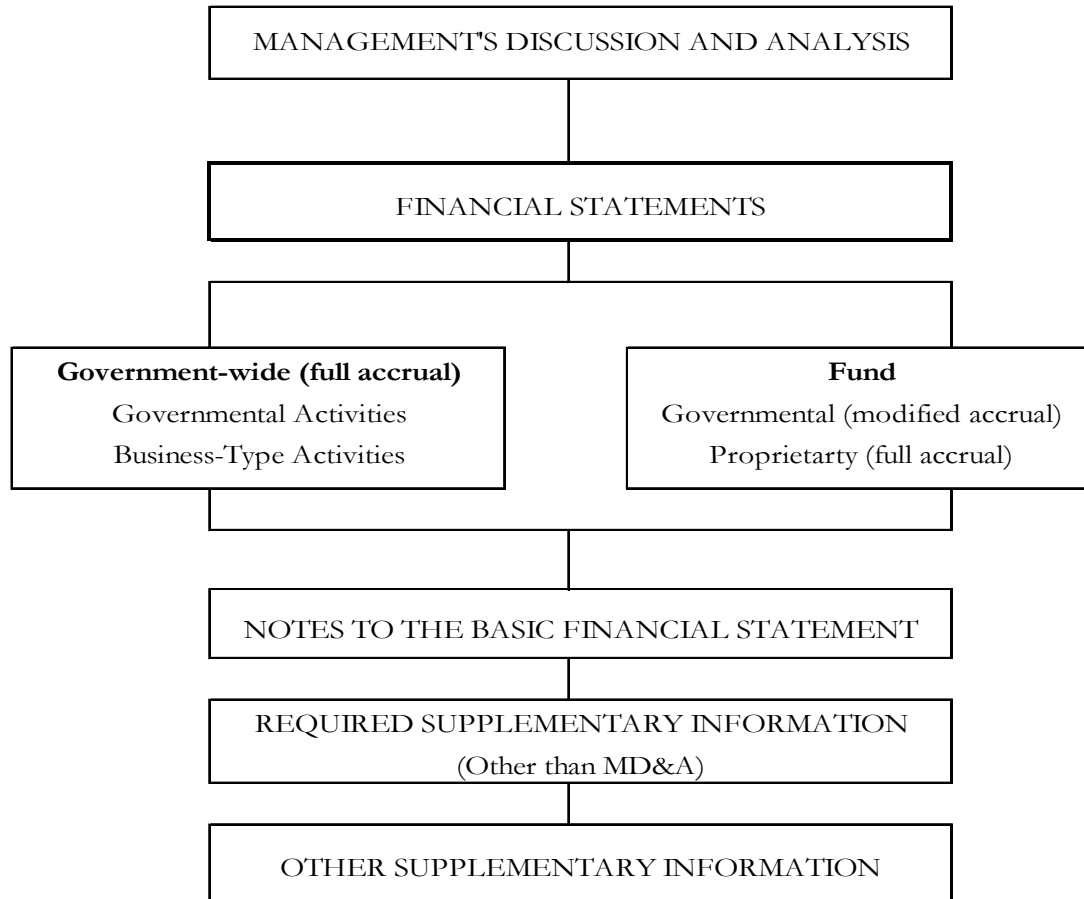 MANAGEMENT'S DISCUSSION AND ANALYSIS
FINANCIAL STATEMENTS
Government-wide (full accrual)
Governmental Activities
Business-Type Activities
Fund
Governmental (modified accrual)
Proprietarty (full accrual)
NOTES TO THE BASIC FINANCIAL STATEMENT
REQUIRED SUPPLEMENTARY INFORMATION
(Other than MD&A)
OTHER SUPPLEMENTARY INFORMATION